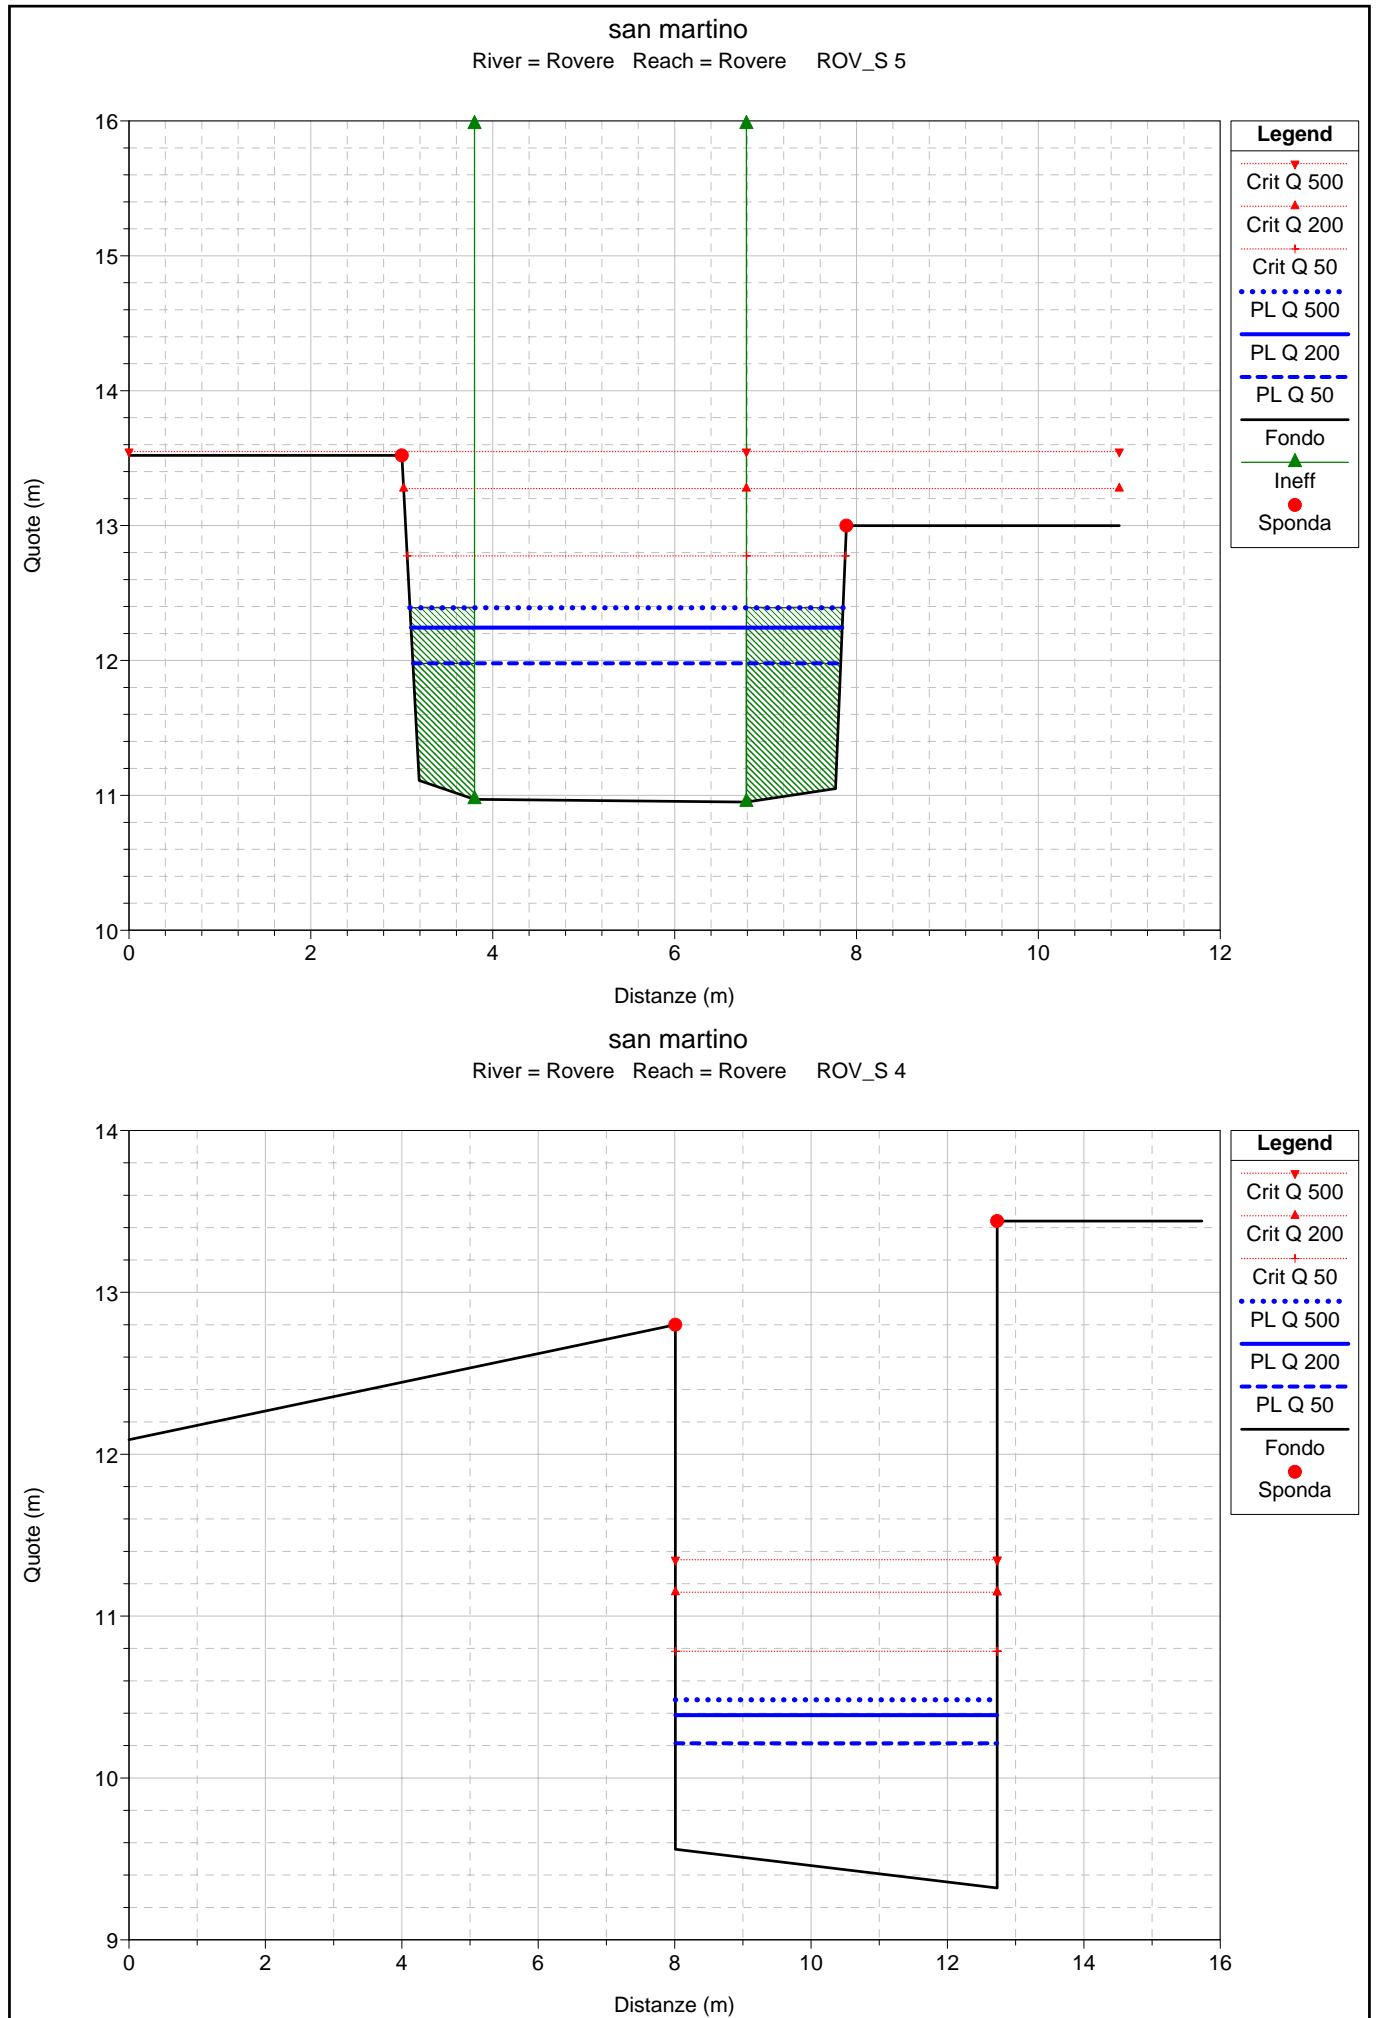 san martino
River = Rovere Reach = Rovere ROV_S 5
16
15
14
13
12
11
10
0 2 4 6 8 10 12
Quote (m)
Distanze (m)
Legend
Crit Q 500
Crit Q 200
Crit Q 50
PL Q 500
PL Q 200
PL Q 50
Fondo
Ineff
Sponda
san martino
River = Rovere Reach = Rovere ROV_S 4
14
13
12
11
10
9
0 2 4 6 8 10 12 14 16
Quote (m)
Distanze (m)
Legend
Crit Q 500
Crit Q 200
Crit Q 50
PL Q 500
PL Q 200
PL Q 50
Fondo
Sponda